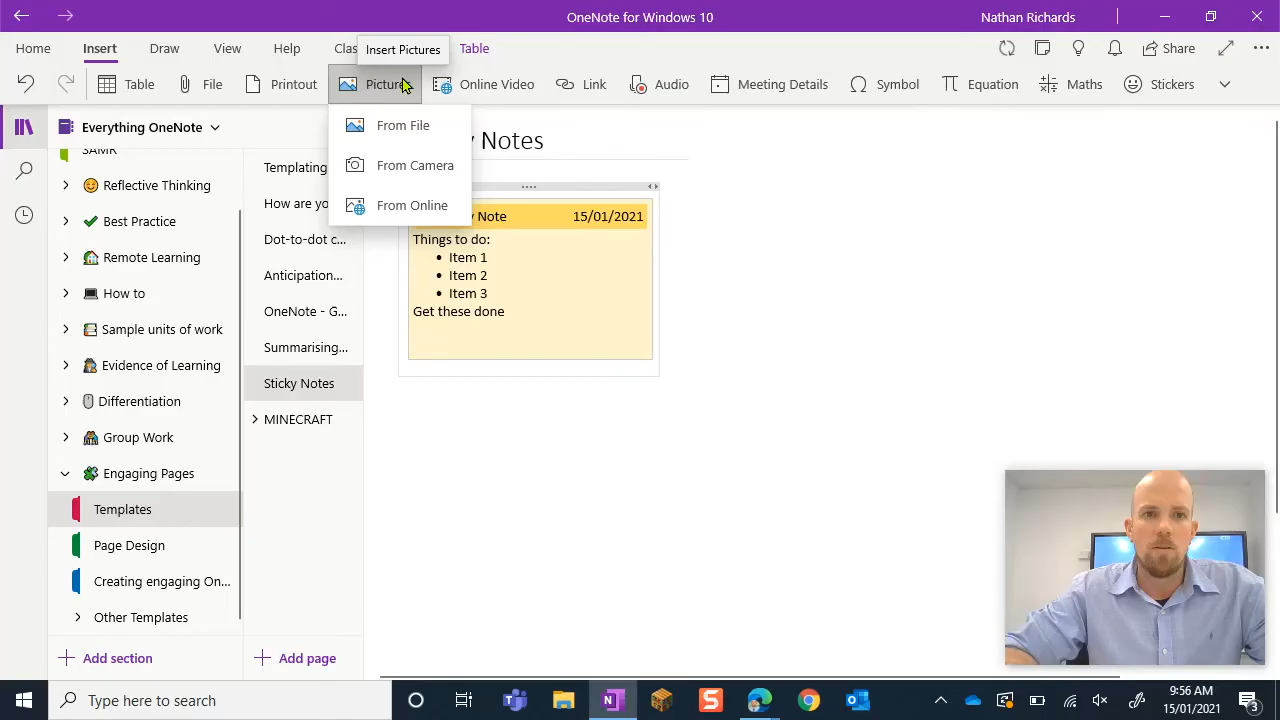 OneNote for Windows 10
Nathan Richards
Home
Insert
Draw
View
Help
Clas
Insert Pictures
Table
Share
Table
File
Printout
Pictures
Online Video
Link
Audio
Meeting Details
Symbol
Equation
Maths
Stickers
Everything OneNote
From File
From Camera
From Online
SAMR
Reflective Thinking
Best Practice
Remote Learning
How to
Sample units of work
Evidence of Learning
Differentiation
Group Work
Engaging Pages
Templates
Page Design
Creating engaging On...
Other Templates
Add section
Templating
How are yo
Dot-to-dot c...
Anticipation...
OneNote - G...
Summarising...
Sticky Notes
MINECRAFT
Add page
y Notes
y Note 15/01/2021
Things to do:
• Item 1
• Item 2
• Item 3
Get these done
Type here to search
9:56 AM
15/01/2021
3